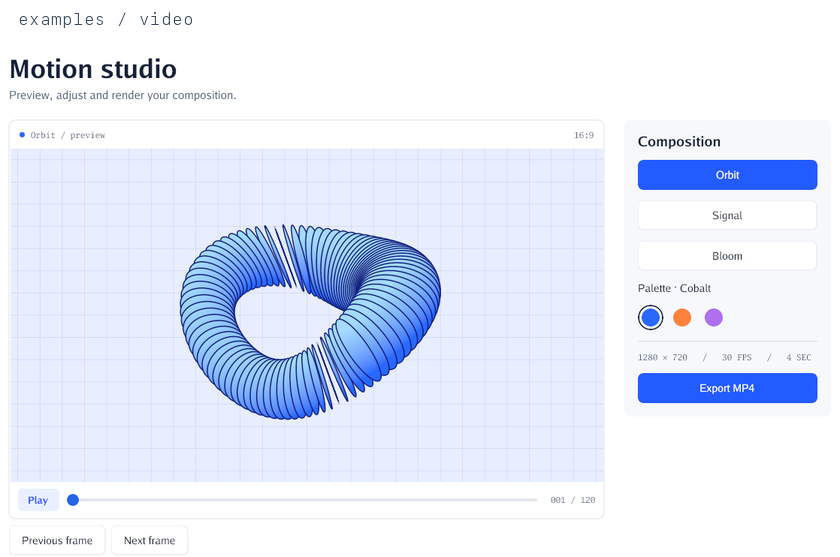 examples / video
Motion studio
Preview, adjust and render your composition.
Orbit / preview
16:9
Play
001 / 120
Previous frame
Next frame
Composition
Orbit
Signal
Bloom
Palette · Cobalt
1280 × 720 / 30 FPS / 4 SEC
Export MP4